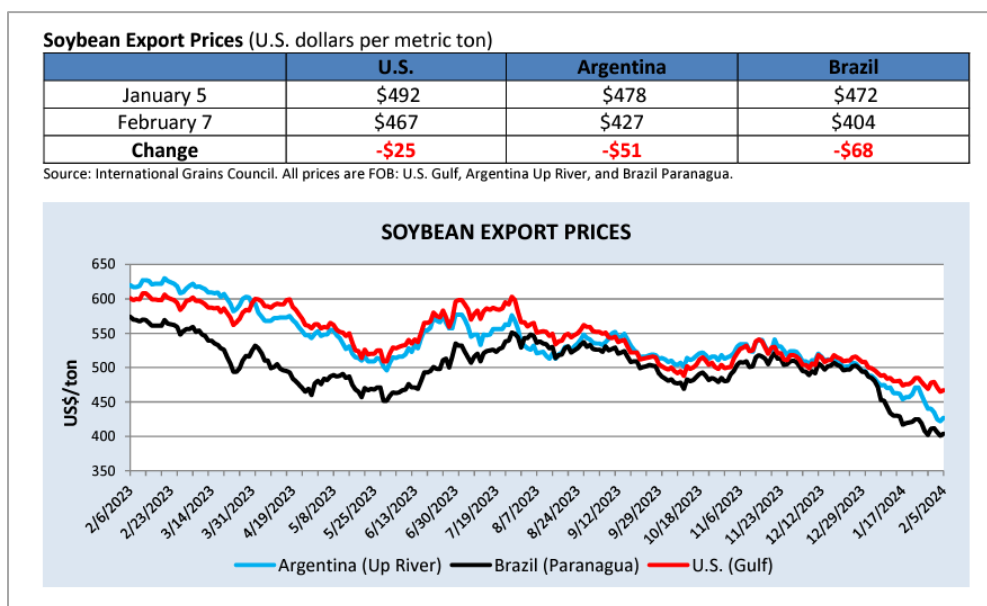 Soybean Export Prices (U.S. dollars per metric ton)
U.S. Argentina Brazil
January 5 $492 $478 $472
February 7 $467 $427 $404
Change -$25 -$51 -$68
Source: International Grains Council. All prices are FOB: U.S. Gulf, Argentina Up River, and Brazil Paranagua.
SOYBEAN EXPORT PRICES
US$/ton
650
600
550
500
450
400
350
2/6/2023 2/23/2023 3/14/2023 3/31/2023 4/19/2023 5/8/2023 5/25/2023 6/13/2023 6/30/2023 7/19/2023 8/7/2023 8/24/2023 9/12/2023 9/29/2023 10/18/2023 11/6/2023 11/23/2023 12/12/2023 12/29/2023 1/17/2024 2/5/2024
Argentina (Up River) Brazil (Paranagua) U.S. (Gulf)